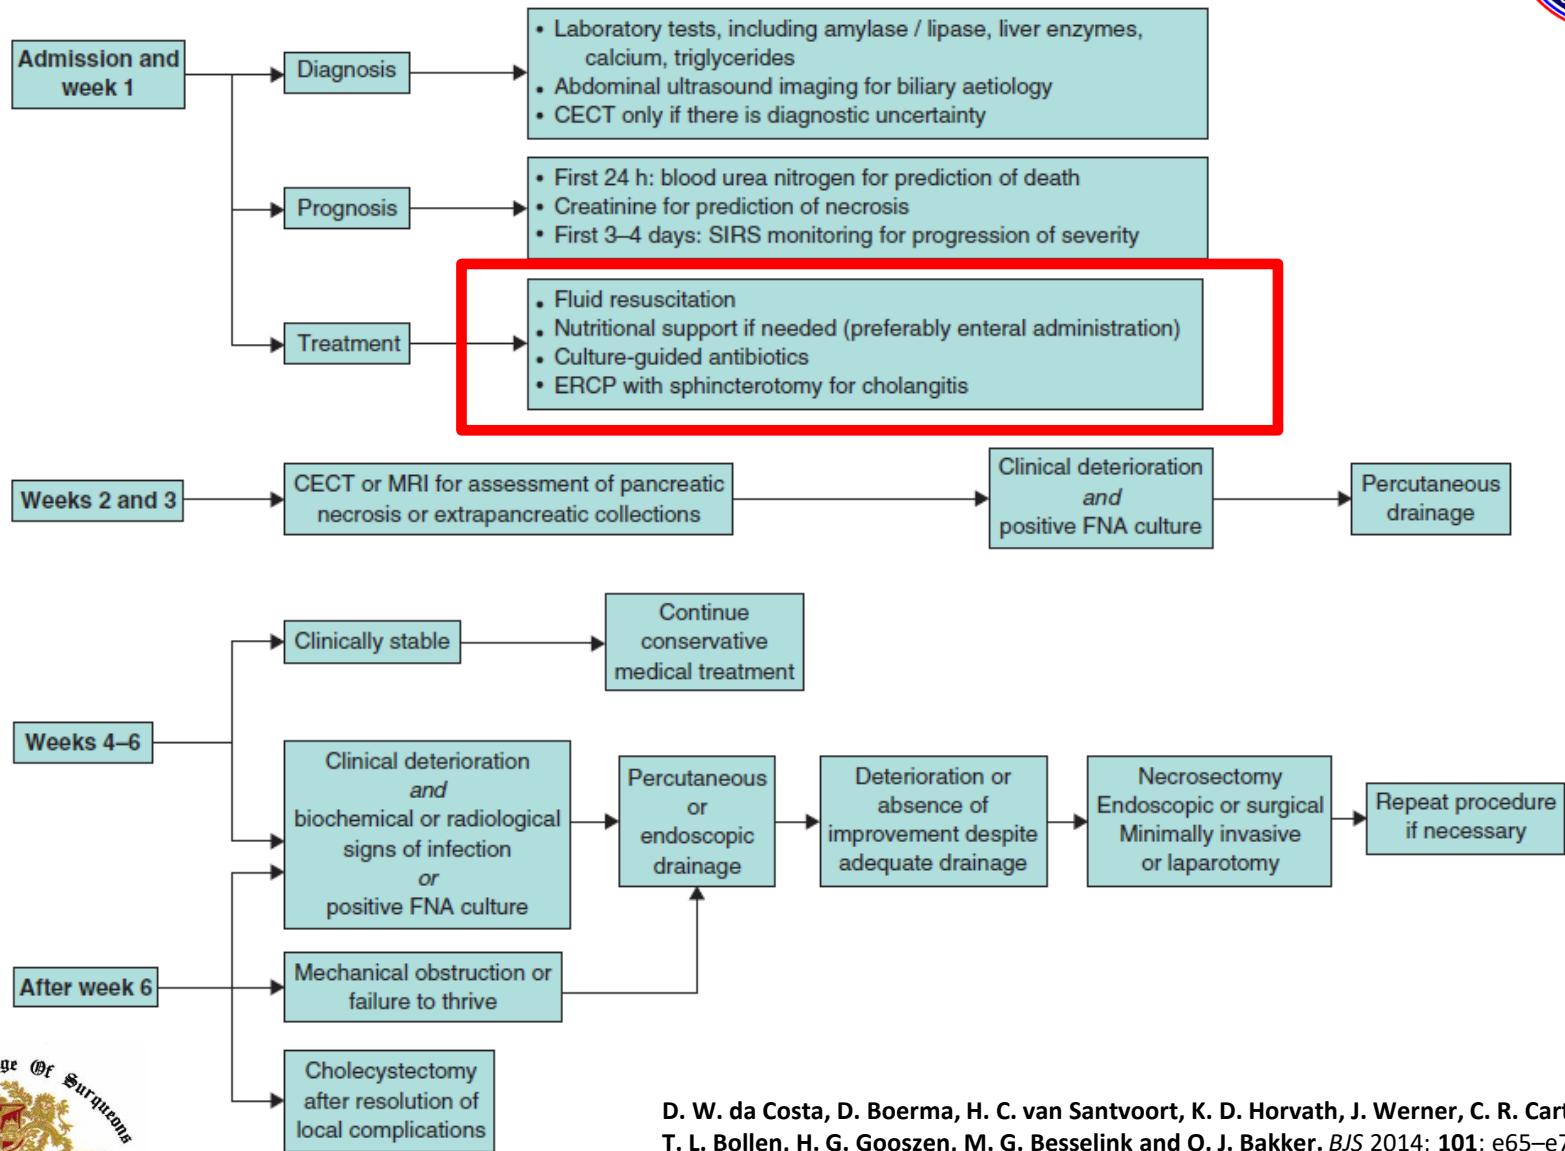 Admission and
week 1
Diagnosis
• Laboratory tests, including amylase / lipase, liver enzymes,
calcium, triglycerides
• Abdominal ultrasound imaging for biliary aetiology
• CECT only if there is diagnostic uncertainty
Prognosis
• First 24 h: blood urea nitrogen for prediction of death
• Creatinine for prediction of necrosis
• First 3–4 days: SIRS monitoring for progression of severity
Treatment
• Fluid resuscitation
• Nutritional support if needed (preferably enteral administration)
• Culture-guided antibiotics
• ERCP with sphincterotomy for cholangitis
Weeks 2 and 3
CECT or MRI for assessment of pancreatic
necrosis or extrapancreatic collections
Clinical deterioration
and
positive FNA culture
Percutaneous
drainage
Weeks 4–6
Clinically stable
Continue
conservative
medical treatment
Clinical deterioration
and
biochemical or radiological
signs of infection
or
positive FNA culture
Percutaneous
or
endoscopic
drainage
Deterioration or
absence of
improvement despite
adequate drainage
Necrosectomy
Endoscopic or surgical
Minimally invasive
or laparotomy
Repeat procedure
if necessary
After week 6
Mechanical obstruction or
failure to thrive
Cholecystectomy
after resolution of
local complications
ge Of Surgeons
D. W. da Costa, D. Boerma, H. C. van Santvoort, K. D. Horvath, J. Werner, C. R. Cart
T. L. Bollen, H. G. Gooszen, M. G. Besselink and O. J. Bakker. BJS 2014; 101: e65–e7